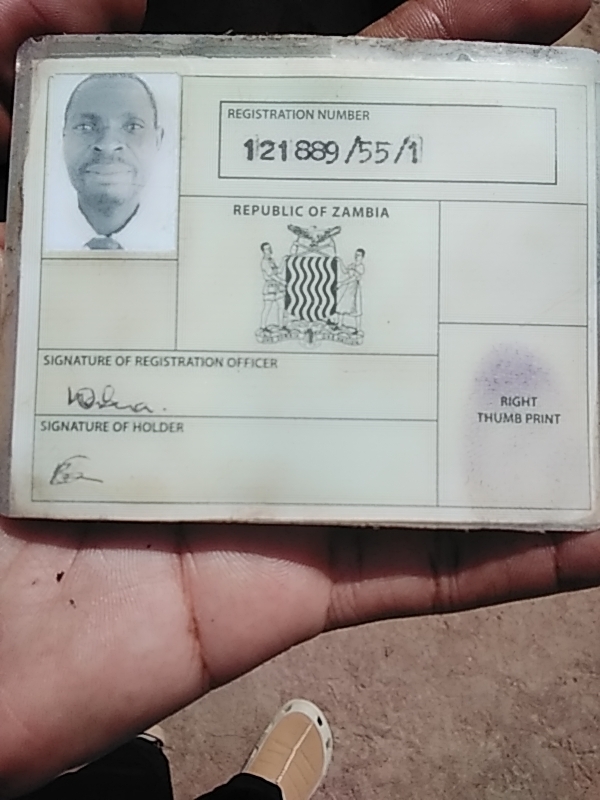 REGISTRATION NUMBER
121889/55/1
REPUBLIC OF ZAMBIA
SIGNATURE OF REGISTRATION OFFICER
SIGNATURE OF HOLDER
RIGHT
THUMB PRINT